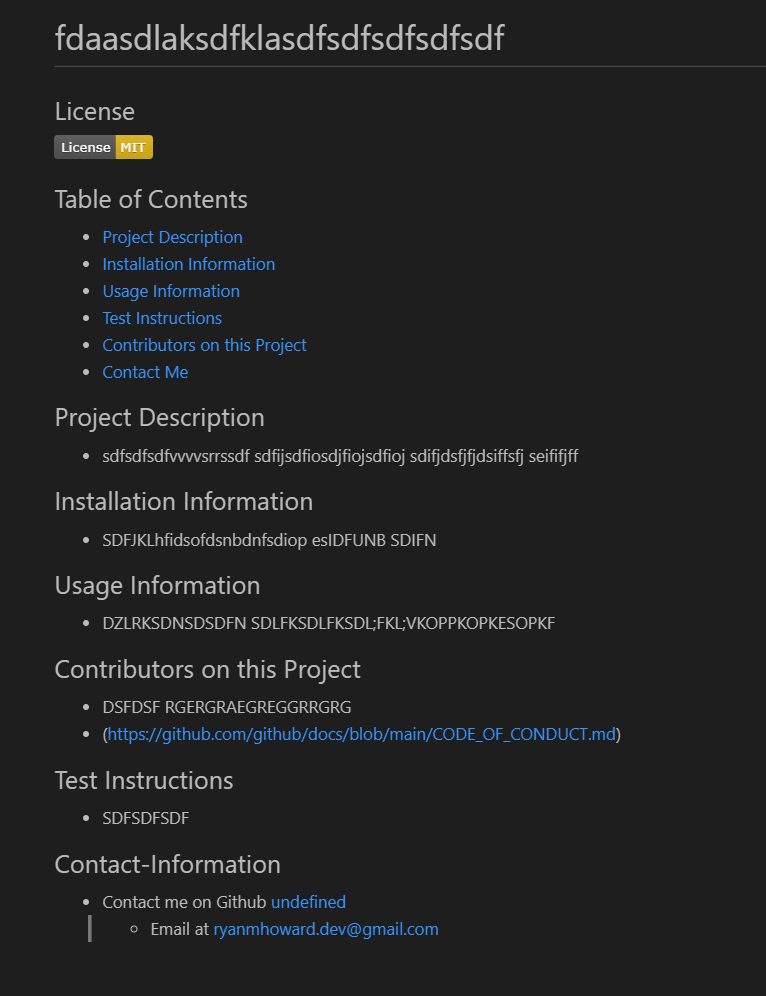 fdaasdlaksdfklasdfsdfsdfsdfsdf
License
License MIT
Table of Contents
Project Description
Installation Information
Usage Information
Test Instructions
Contributors on this Project
Contact Me
Project Description
sdfsdfsdfvvvvsrrssdf sdfijsdfiosdjfiojsdfioj sdifjdsfjfjdsiffsfj seififjff
Installation Information
SDFJKLhfidsofdsnbdnfsdiop esIDFUNB SDIFN
Usage Information
DZLRKSDNSDSDFN SDLFKSDLFKSDL;FKL;VKOPPKOPKESOPKF
Contributors on this Project
DSFDSF RGERGRAEGREGGRRGRG
(https://github.com/github/docs/blob/main/CODE_OF_CONDUCT.md)
Test Instructions
SDFSDFSDF
Contact-Information
Contact me on Github undefined
Email at ryanmhoward.dev@gmail.com